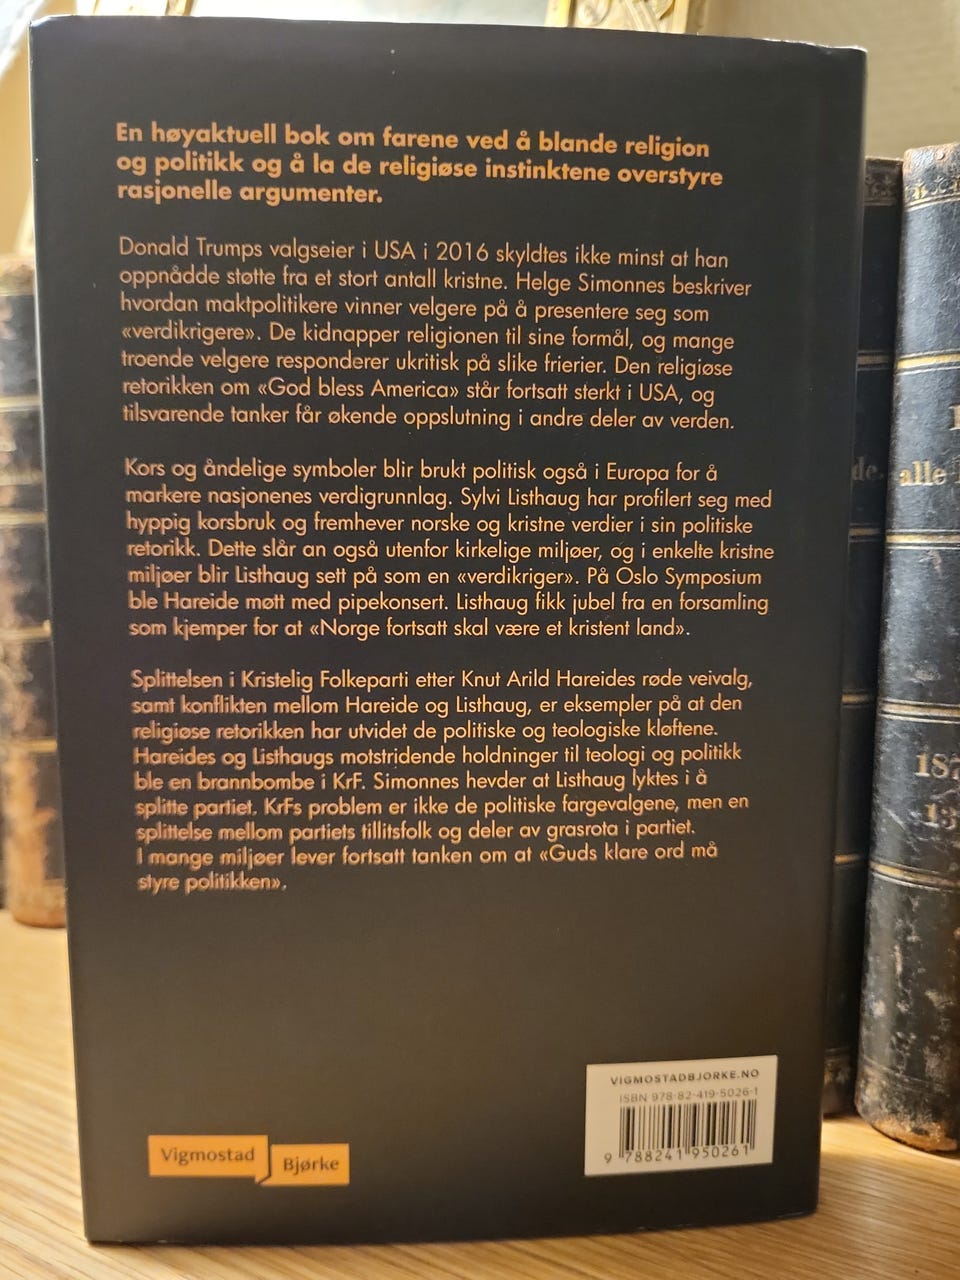 En høyaktuell bok om farene ved å blande religion
og politikk og å la de religiøse instinktene overstyre
rasjonelle argumenter.
Donald Trumps valgseier i USA i 2016 skyldtes ikke minst at han
oppnådde støtte fra et stort antall kristne. Helge Simonnes beskriver
hvordan maktpolitikere vinner velgere på å presentere seg som
«verdikrigere». De kidnapper religionen til sine formål, og mange
troende velgere responderer ukritisk på slike frierier. Den religiøse
retorikken om «God bless America» står fortsatt sterkt i USA, og
tilsvarende tanker får økende oppslutning i andre deler av verden.
Kors og åndelige symboler blir brukt politisk også i Europa for å
markere nasjonenes verdigrunnlag. Sylvi Listhaug har profilert seg med
hyppig korsbruk og fremhever norske og kristne verdier i sin politiske
retorikk. Dette slår an også utenfor kirkelige miljøer, og i enkelte kristne
miljøer blir Listhaug sett på som en «verdikriger». På Oslo Symposium
ble Hareide møtt med pipekonsert. Listhaug fikk jubel fra en forsamling
som kjemper for at «Norge fortsatt skal være et kristent land».
Splittelsen i Kristelig Folkeparti etter Knut Arild Hareides røde veivalg,
samt konflikten mellom Hareide og Listhaug, er eksempler på at den
religiøse retorikken har utvidet de politiske og teologiske kløftene.
Hareides og Listhaugs motstridende holdninger til teologi og politikk
ble en brannbombe i KrF. Simonnes hevder at Listhaug lyktes i å
splitte partiet. KrFs problem er ikke de politiske fargevalgene, men en
splittelse mellom partiets tillitsfolk og deler av grasrota i partiet.
I mange miljøer lever fortsatt tanken om at «Guds klare ord må
styre politikken».
VIGMOSTADBJORKE.NO
ISBN 978-82-419-5026-1
9 788241 950261
Vigmostad
Bjørke
de.
alle